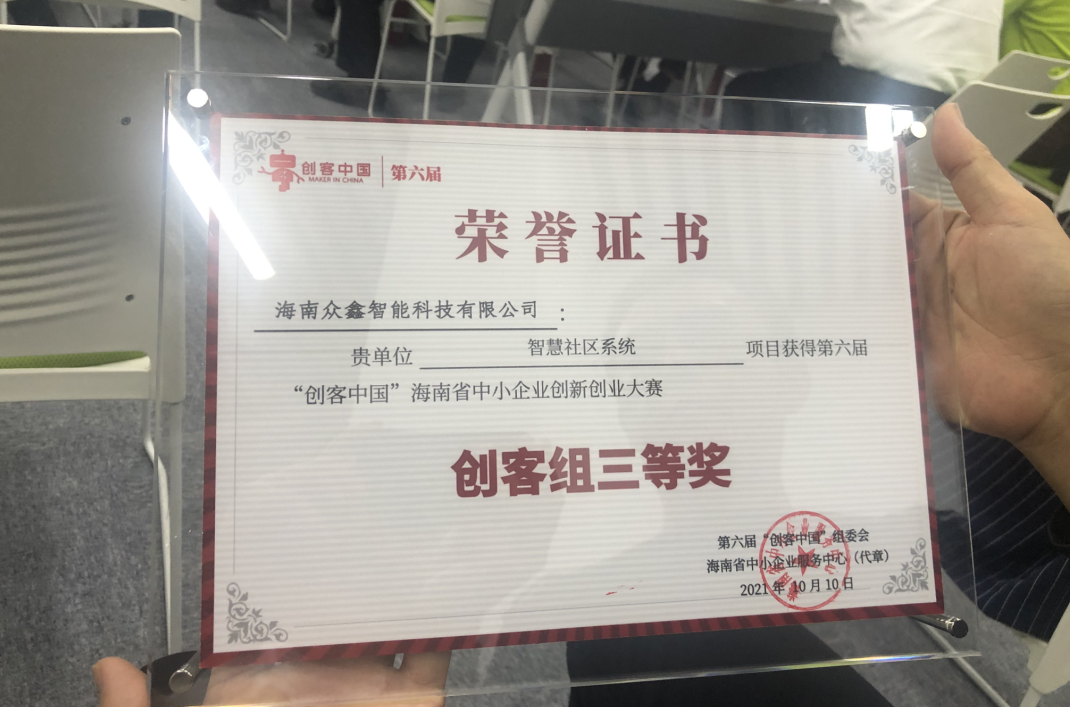 创客中国 第六届
MAKER IN CHINA
荣誉证书
海南众鑫智能科技有限公司：
贵单位 智慧社区系统 项目获得第六届
“创客中国”海南省中小企业创新创业大赛
创客组三等奖
第六届“创客中国”组委会
海南省中小企业服务中心（代章）
2021年10月10日